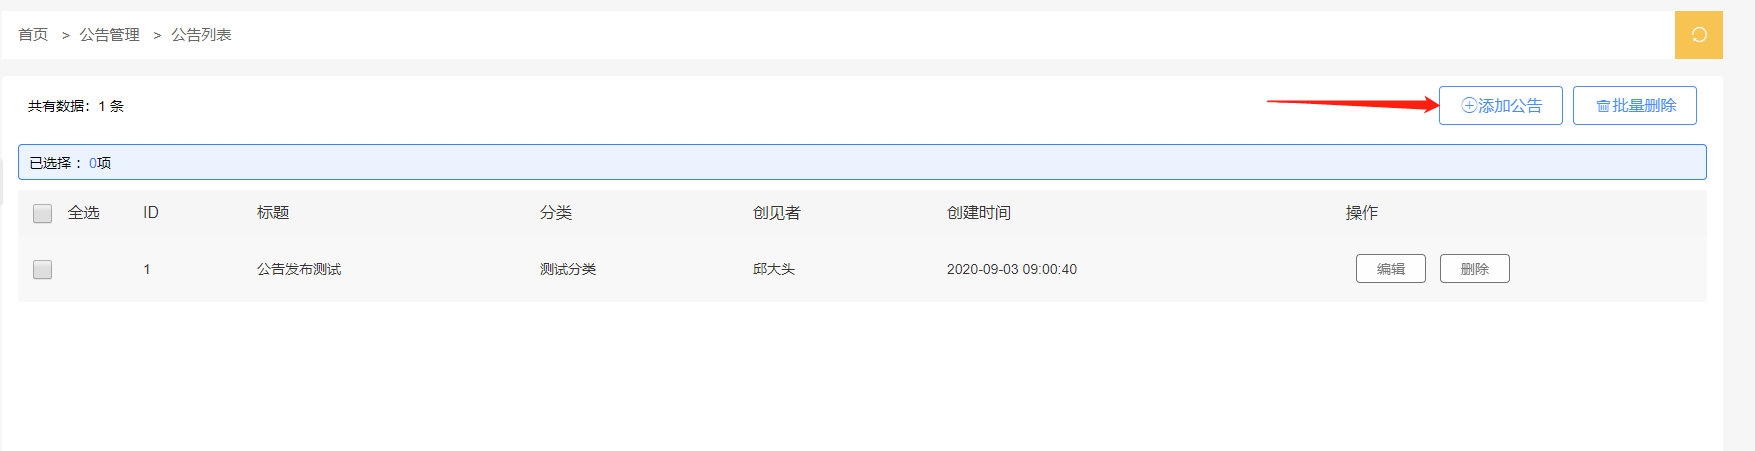 首页 > 公告管理 > 公告列表
共有数据：1 条
添加公告 批量删除
已选择：0项
全选 ID 标题 分类 创见者 创建时间 操作
1 公告发布测试 测试分类 邱大头 2020-09-03 09:00:40 编辑 删除